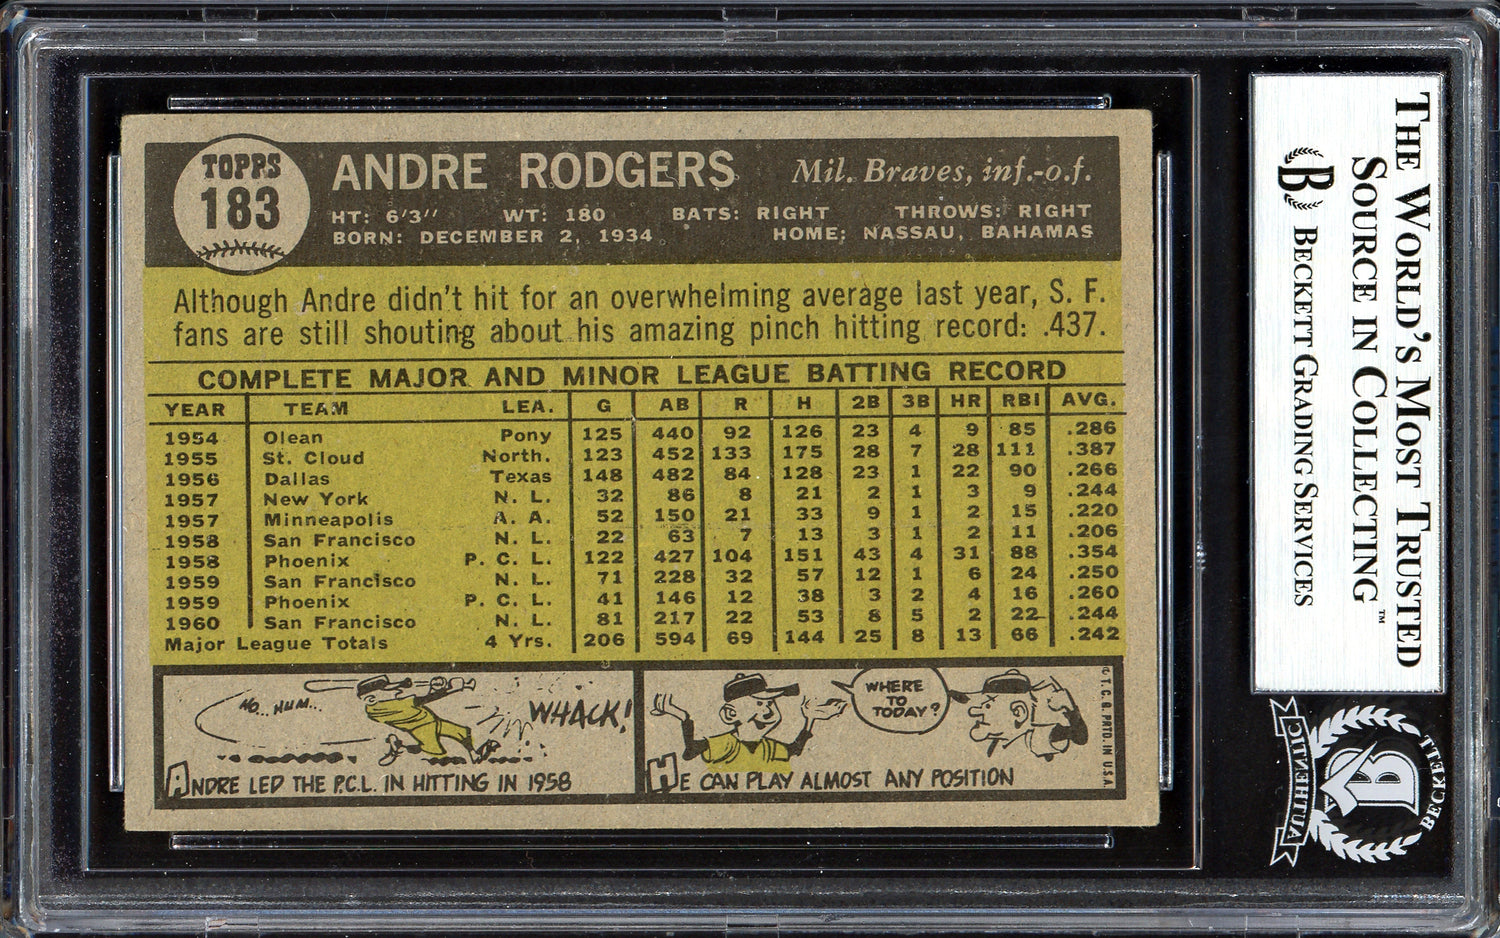 TOPPS
183
ANDRE RODGERS Mil. Braves, inf.-o.f.
HT: 6'3" WT: 180 BATS: RIGHT THROWS: RIGHT
BORN: DECEMBER 2, 1934 HOME: NASSAU, BAHAMAS
Although Andre didn't hit for an overwhelming average last year, S. F.
fans are still shouting about his amazing pinch hitting record: .437.
COMPLETE MAJOR AND MINOR LEAGUE BATTING RECORD
YEAR TEAM LEA. G AB R H 2B 3B HR RBI AVG.
1954 Olean Pony 125 440 92 126 23 4 9 85 .286
1955 St. Cloud North. 123 452 133 175 28 7 28 111 .387
1956 Dallas Texas 148 482 84 128 23 1 22 90 .266
1957 New York N. L. 32 86 8 21 2 1 3 9 .244
1957 Minneapolis A. A. 52 150 21 33 9 1 2 15 .220
1958 San Francisco N. L. 22 63 7 13 3 1 2 11 .206
1958 Phoenix P. C. L. 122 427 104 151 43 4 31 88 .354
1959 San Francisco N. L. 71 228 32 57 12 1 6 24 .250
1959 Phoenix P. C. L. 41 146 12 38 3 2 4 16 .260
1960 San Francisco N. L. 81 217 22 53 8 5 2 22 .244
Major League Totals 4 Yrs. 206 594 69 144 25 8 13 66 .242
HO.. HUM...
WHACK!
ANDRE LED THE P.C.L. IN HITTING IN 1958
WHERE
TO
TODAY?
HE CAN PLAY ALMOST ANY POSITION
© T. C. G. PRTD. IN U.S.A.
THE WORLD'S MOST TRUSTED
SOURCE IN COLLECTING™
B BECKETT GRADING SERVICES
BECKETT
B
AUTHENTIC